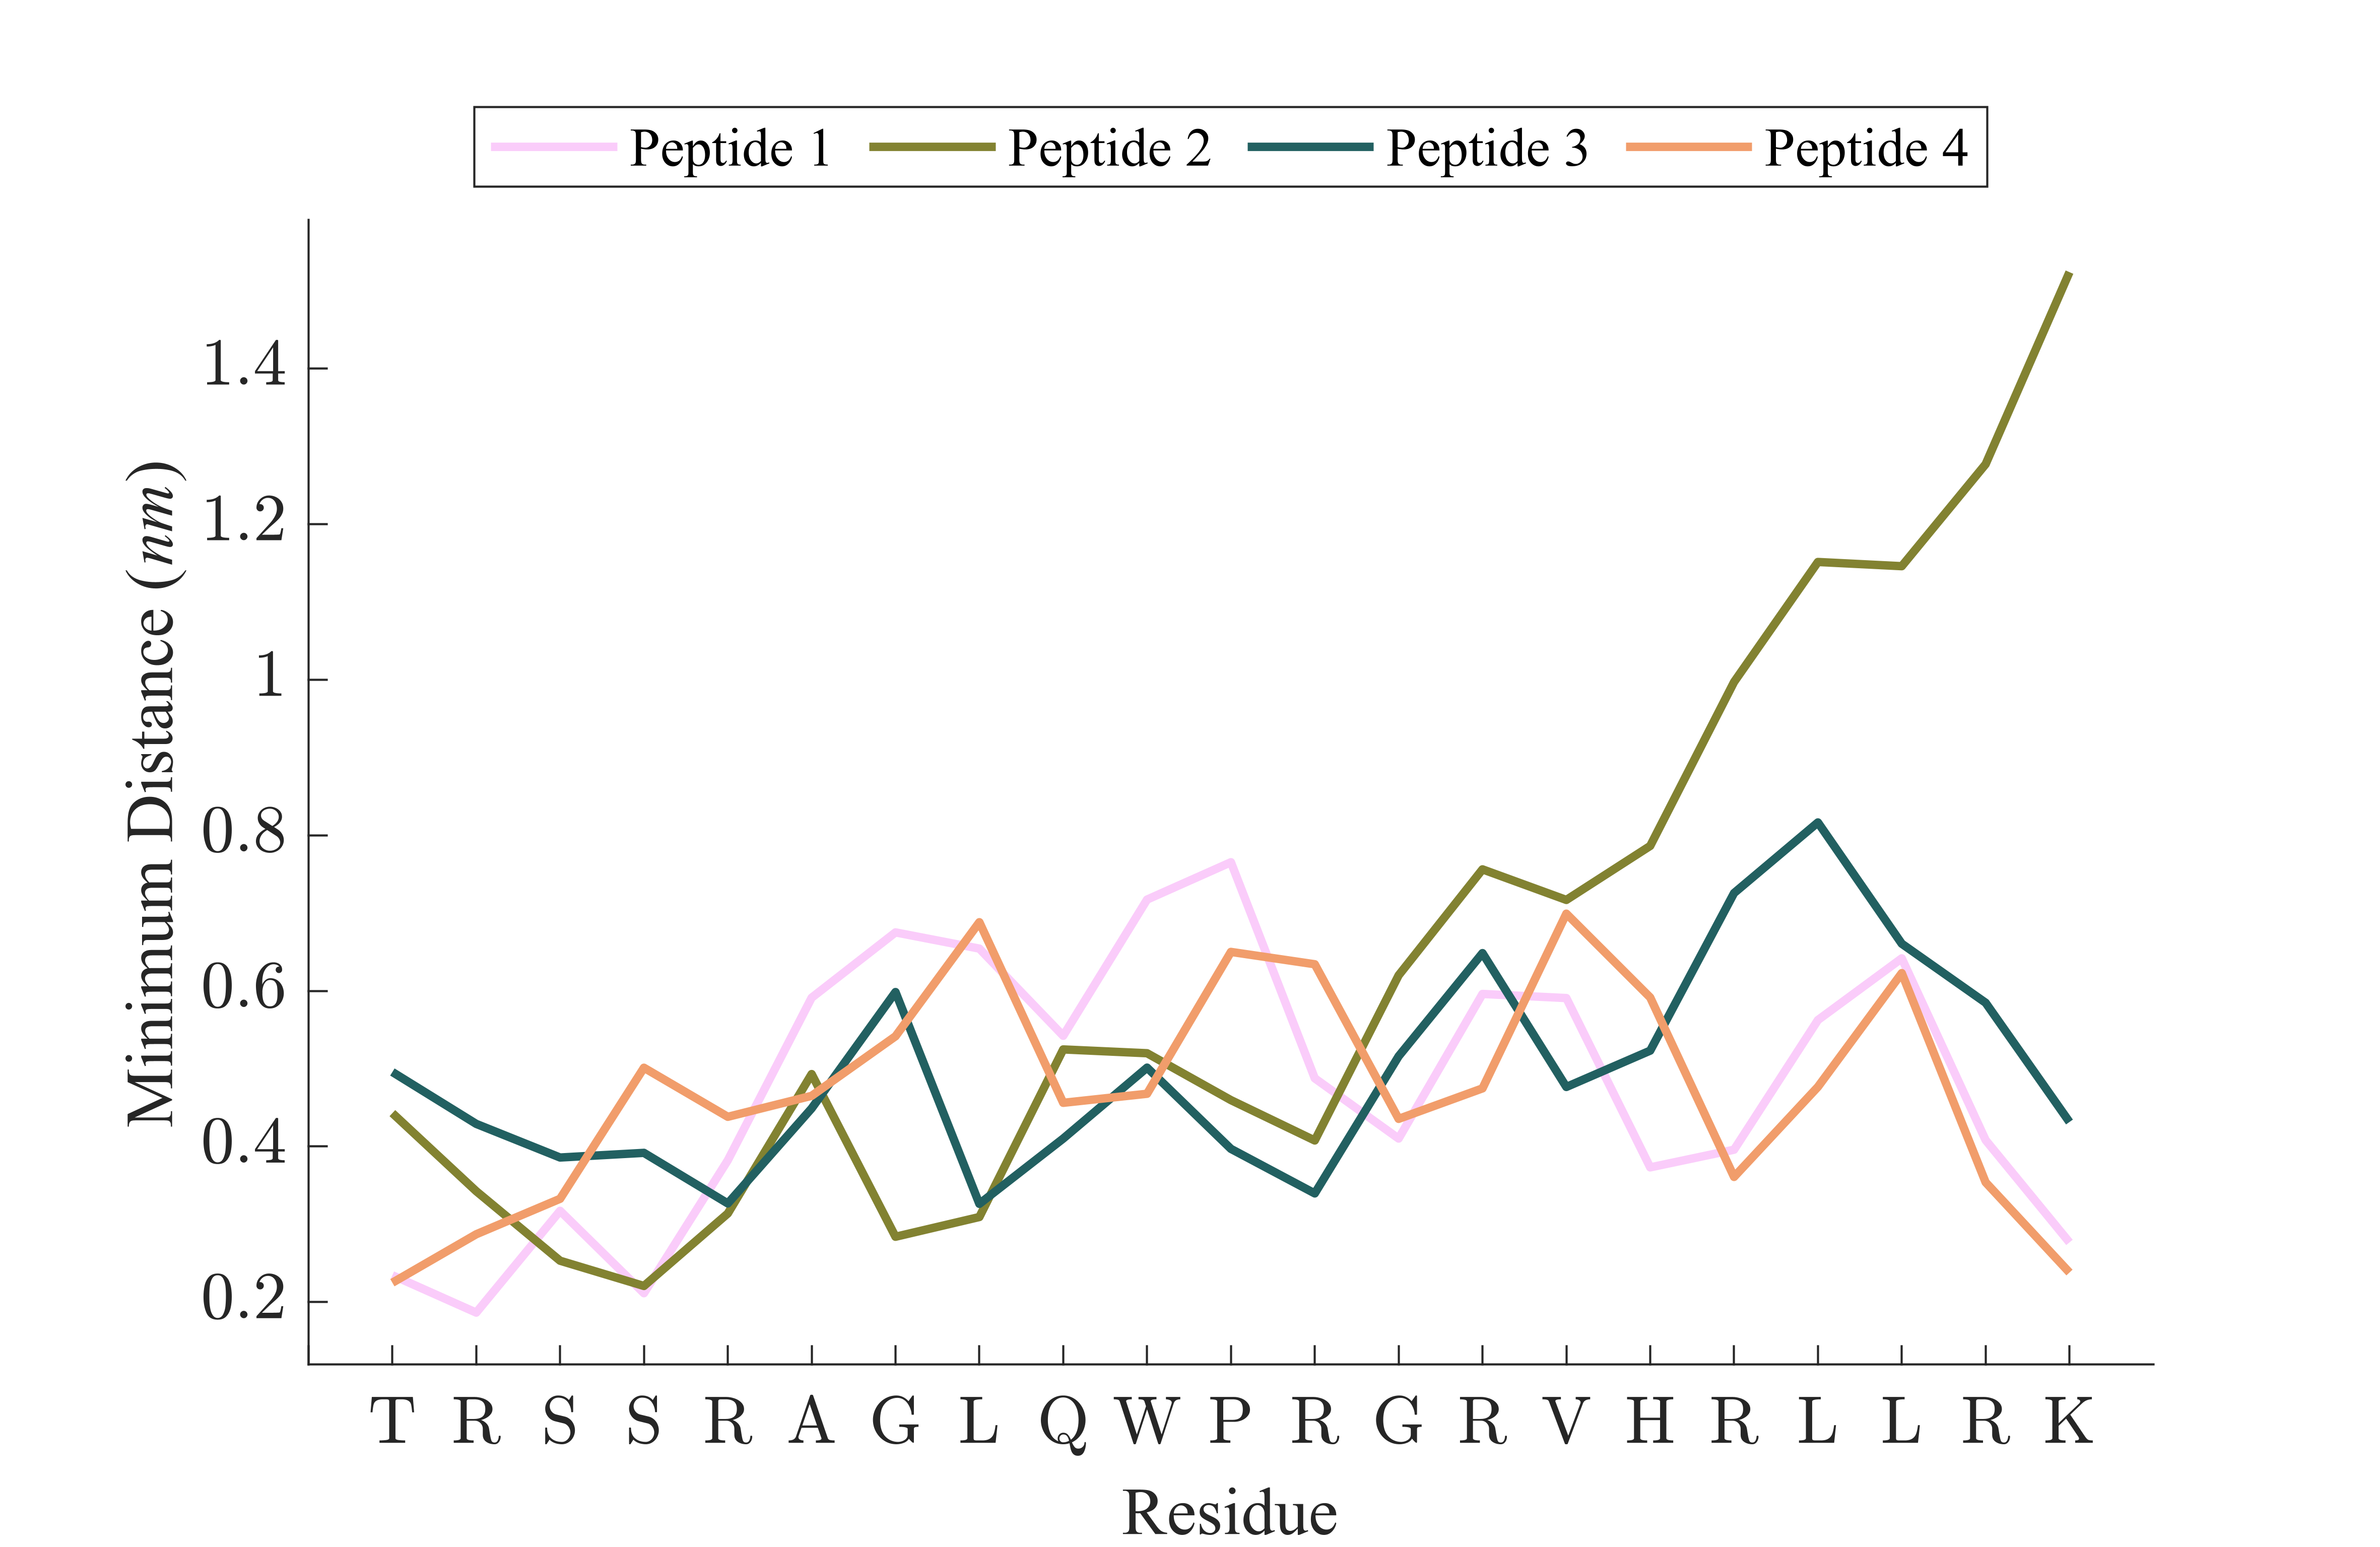 Peptide 1 Peptide 2 Peptide 3 Peptide 4
Minimum Distance (nm)
1.4
1.2
1
0.8
0.6
0.4
0.2
T R S S R A G L Q W P R G R V H R L L R K
Residue